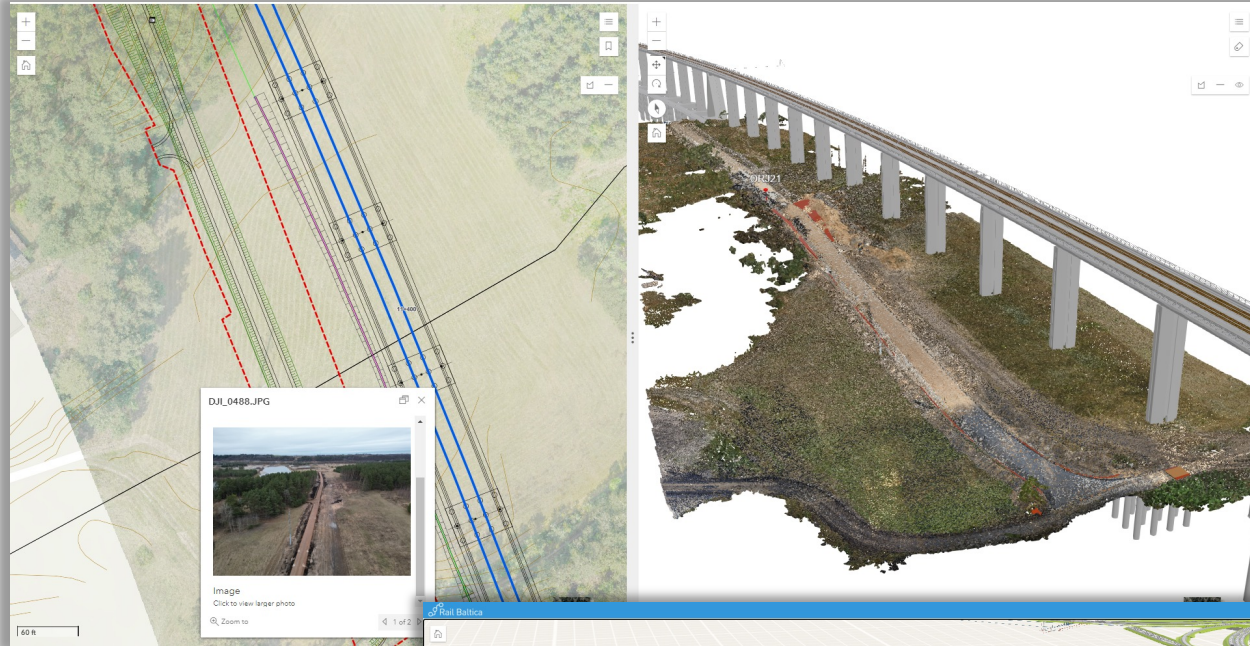 DJI_0488.JPG
Image
Click to view larger photo
Zoom to
1 of 2
60 ft
Rail Baltica